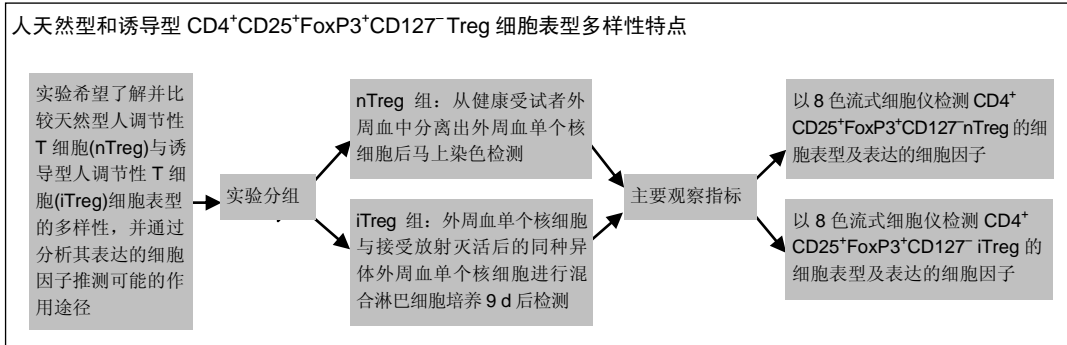 人天然型和诱导型 CD4⁺CD25⁺FoxP3⁺CD127⁻ Treg 细胞表型多样性特点
实验希望了解并比
较天然型人调节性
T 细胞(nTreg)与诱
导型人调节性 T 细
胞(iTreg)细胞表型
的多样性，并通过
分析其表达的细胞
因子推测可能的作
用途径
实验分组
nTreg 组：从健康受试者外
周血中分离出外周血单个核
细胞后马上染色检测
iTreg 组：外周血单个核细胞
与接受放射灭活后的同种异
体外周血单个核细胞进行混
合淋巴细胞培养 9 d 后检测
主要观察指标
以 8 色流式细胞仪检测 CD4⁺
CD25⁺FoxP3⁺CD127⁻nTreg 的细
胞表型及表达的细胞因子
以 8 色流式细胞仪检测 CD4⁺
CD25⁺FoxP3⁺CD127⁻ iTreg 的
细胞表型及表达的细胞因子